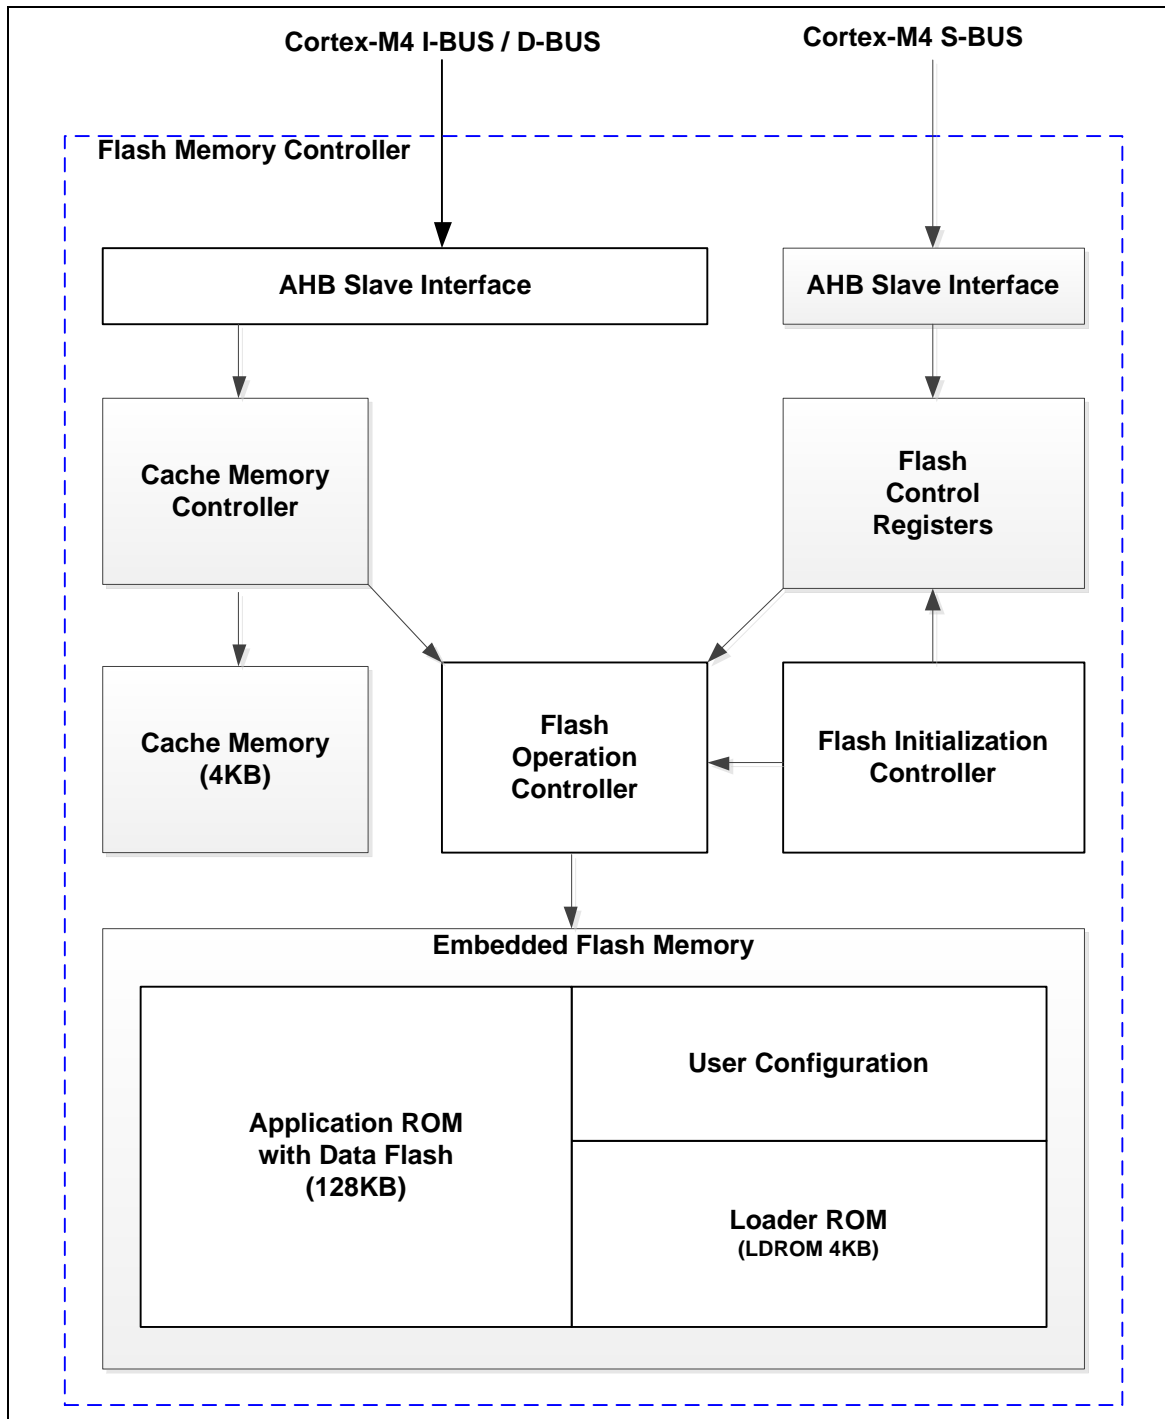 Cortex-M4 I-BUS / D-BUS
Cortex-M4 S-BUS
Flash Memory Controller
AHB Slave Interface
AHB Slave Interface
Cache Memory
Controller
Flash
Control
Registers
Cache Memory
(4KB)
Flash
Operation
Controller
Flash Initialization
Controller
Embedded Flash Memory
Application ROM
with Data Flash
(128KB)
User Configuration
Loader ROM
(LDROM 4KB)